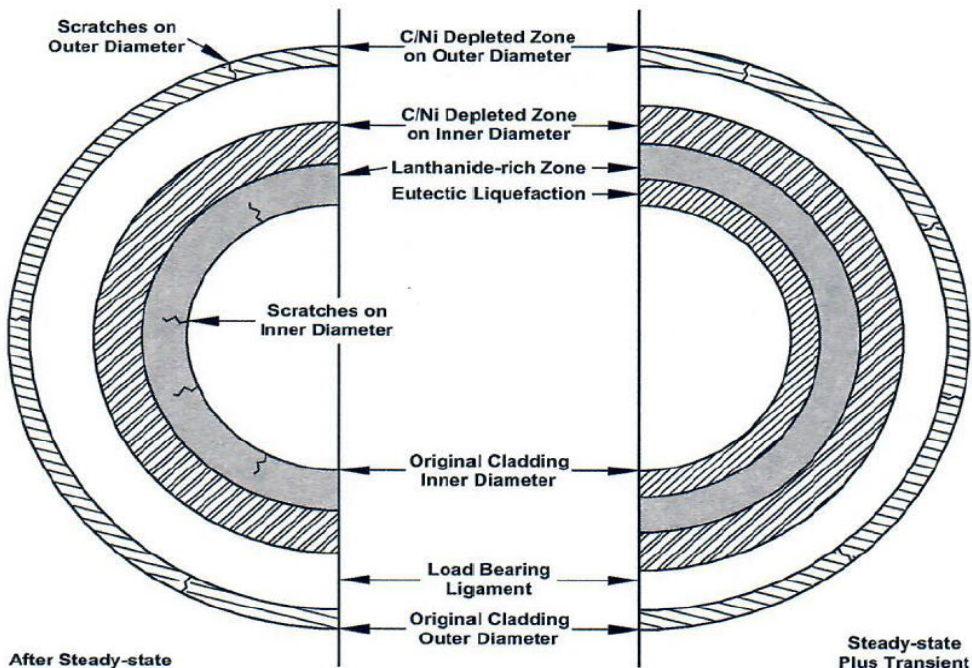 Scratches on
Outer Diameter
C/Ni Depleted Zone
on Outer Diameter
C/Ni Depleted Zone
on Inner Diameter
Lanthanide-rich Zone
Eutectic Liquefaction
Scratches on
Inner Diameter
Original Cladding
Inner Diameter
Load Bearing
Ligament
Original Cladding
Outer Diameter
After Steady-state
Steady-state
Plus Transient